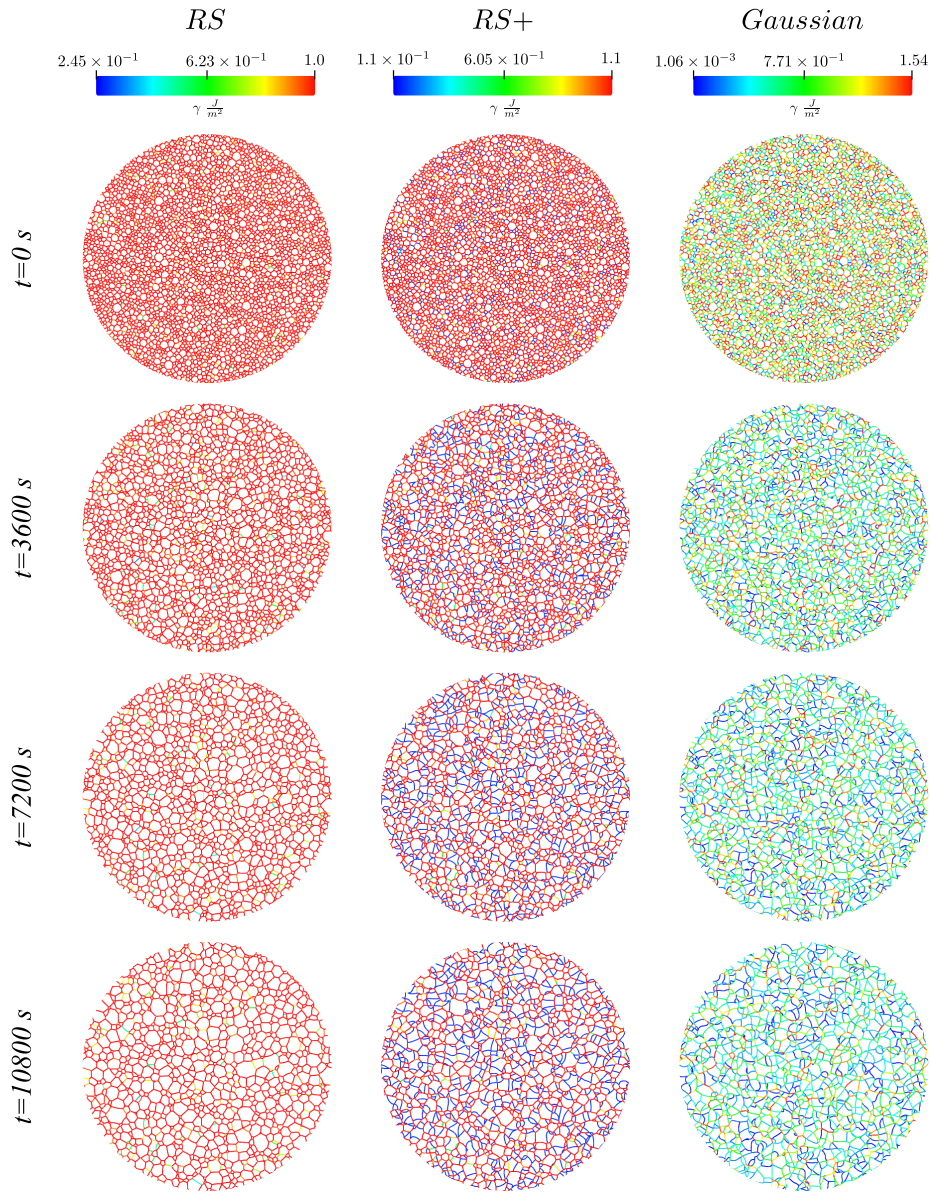 RS RS+ Gaussian
2.45 × 10⁻¹ 6.23 × 10⁻¹ 1.0 1.1 × 10⁻¹ 6.05 × 10⁻¹ 1.1 1.06 × 10⁻³ 7.71 × 10⁻¹ 1.54
γ J/m² γ J/m² γ J/m²
t=0 s
t=3600 s
t=7200 s
t=10800 s